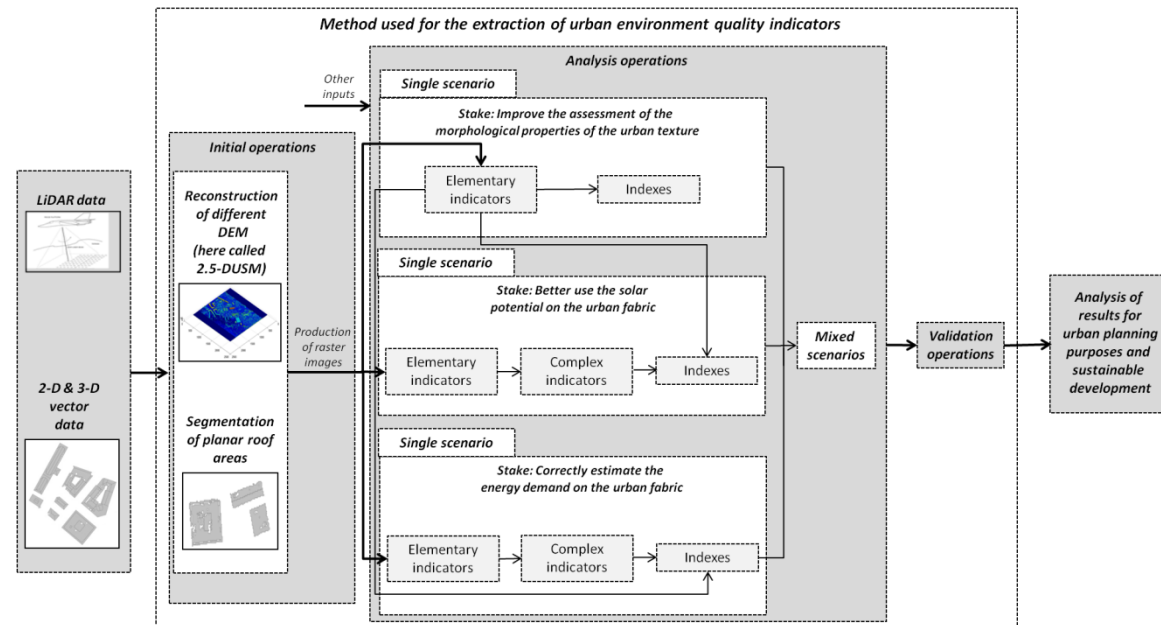 Method used for the extraction of urban environment quality indicators
Analysis operations
Other
inputs
Single scenario
Stake: Improve the assessment of the
morphological properties of the urban texture
Elementary
indicators
Indexes
Initial operations
LiDAR data
2-D & 3-D
vector
data
Reconstruction
of different
DEM
(here called
2.5-DUSM)
Segmentation
of planar roof
areas
Production
of raster
images
Single scenario
Stake: Better use the solar
potential on the urban fabric
Elementary
indicators
Complex
indicators
Indexes
Single scenario
Stake: Correctly estimate the
energy demand on the urban fabric
Elementary
indicators
Complex
indicators
Indexes
Mixed
scenarios
Validation
operations
Analysis of
results for
urban planning
purposes and
sustainable
development